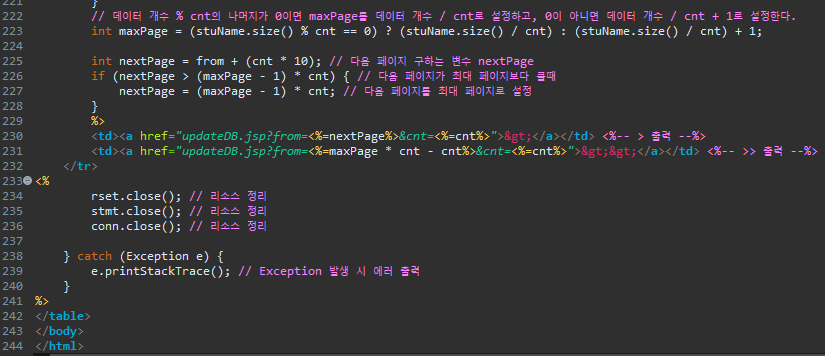 221 }
222 // 데이터 개수 % cnt의 나머지가 0이면 maxPage를 데이터 개수 / cnt로 설정하고, 0이 아니면 데이터 개수 / cnt + 1로 설정한다.
223 int maxPage = (stuName.size() % cnt == 0) ? (stuName.size() / cnt) : (stuName.size() / cnt) + 1;
224
225 int nextPage = from + (cnt * 10); // 다음 페이지 구하는 변수 nextPage
226 if (nextPage > (maxPage - 1) * cnt) { // 다음 페이지가 최대 페이지보다 클때
227 nextPage = (maxPage - 1) * cnt; // 다음 페이지를 최대 페이지로 설정
228 }
229 %>
230 <td><a href="updateDB.jsp?from=<%=nextPage%>&cnt=<%=cnt%>">&gt;</a></td> <%-- > 출력 --%>
231 <td><a href="updateDB.jsp?from=<%=maxPage * cnt - cnt%>&cnt=<%=cnt%>">&gt;&gt;</a></td> <%-- >> 출력 --%>
232 </tr>
233 <%
234 rset.close(); // 리소스 정리
235 stmt.close(); // 리소스 정리
236 conn.close(); // 리소스 정리
237
238 } catch (Exception e) {
239 e.printStackTrace(); // Exception 발생 시 에러 출력
240 }
241 %>
242 </table>
243 </body>
244 </html>